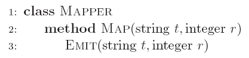 1: class MAPPER
2: method MAP(string t, integer r)
3: EMIT(string t, integer r)